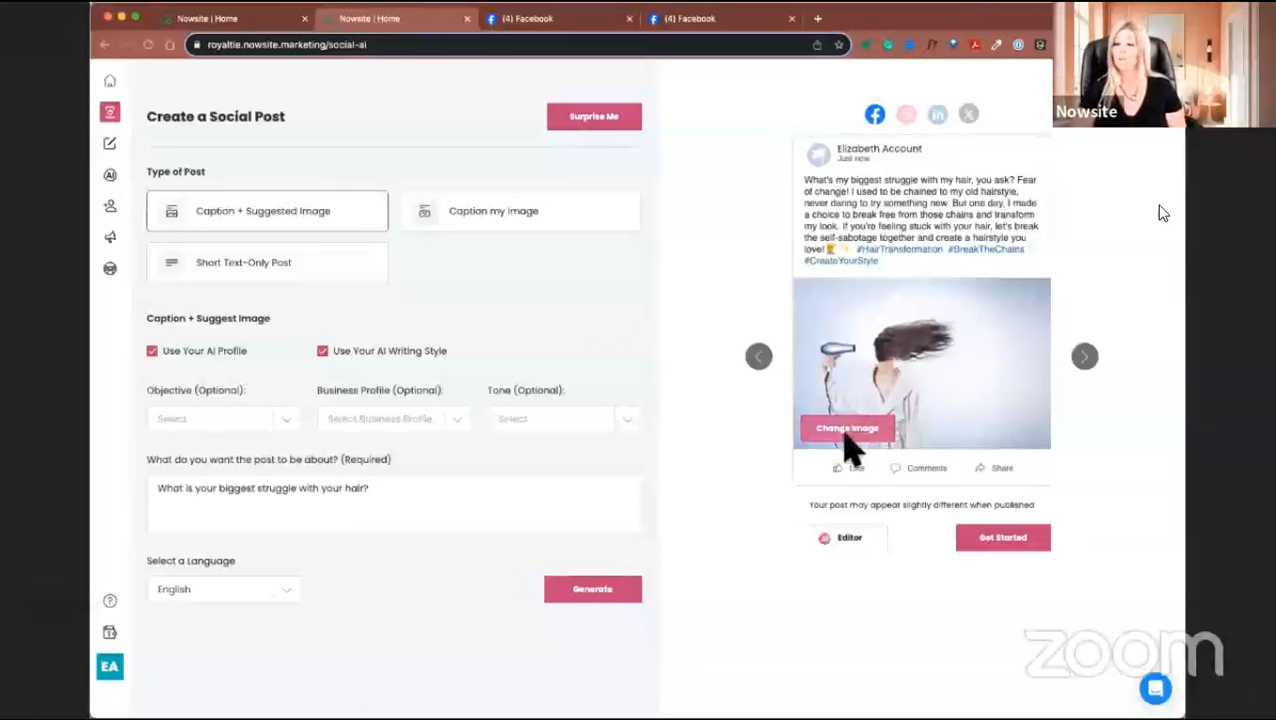 Nowsite | Home
Nowsite | Home
(4) Facebook
(4) Facebook
royaltie.nowsite.marketing/social-ai
Nowsite
Create a Social Post
Surprise Me
Type of Post
Caption + Suggested Image
Caption my Image
Short Text-Only Post
Caption + Suggest Image
Use Your AI Profile
Use Your AI Writing Style
Objective (Optional):
Business Profile (Optional):
Tone (Optional):
Select
Select Business Profile
Select
What do you want the post to be about? (Required)
What is your biggest struggle with your hair?
Select a Language
English
Generate
Elizabeth Account
Just now
What's my biggest struggle with my hair, you ask? Fear
of change! I used to be chained to my old hairstyle,
never daring to try something new. But one day, I made
a choice to break free from those chains and transform
my look. If you're feeling stuck with your hair, let's break
the self-sabotage together and create a hairstyle you
love! #HairTransformation #BreakTheChains
#CreateYourStyle
Change Image
Like
Comments
Share
Your post may appear slightly different when published
AI
Editor
Get Started
EA
zoom